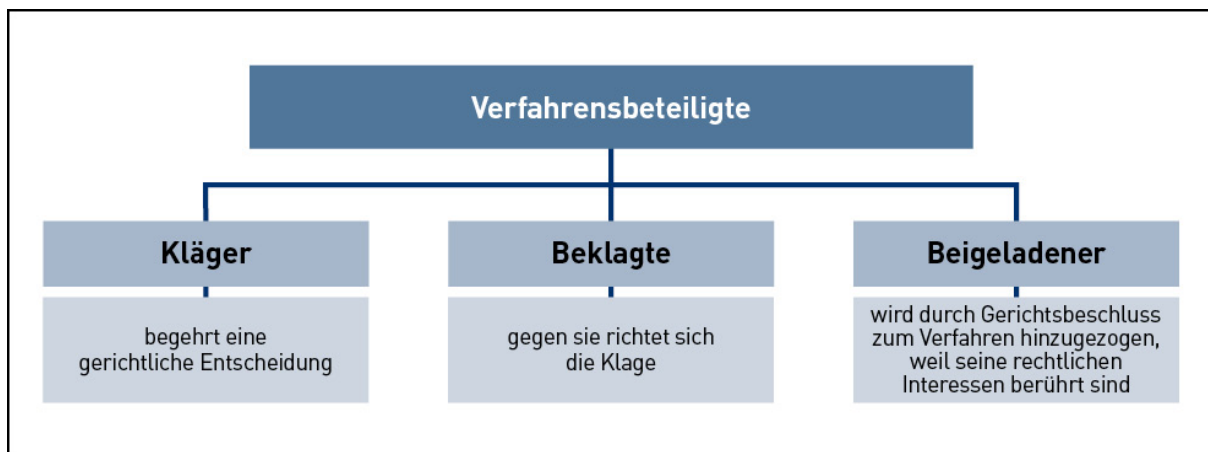 Verfahrensbeteiligte
Kläger
begehrt eine
gerichtliche Entscheidung
Beklagte
gegen sie richtet sich
die Klage
Beigeladener
wird durch Gerichtsbeschluss
zum Verfahren hinzugezogen,
weil seine rechtlichen
Interessen berührt sind